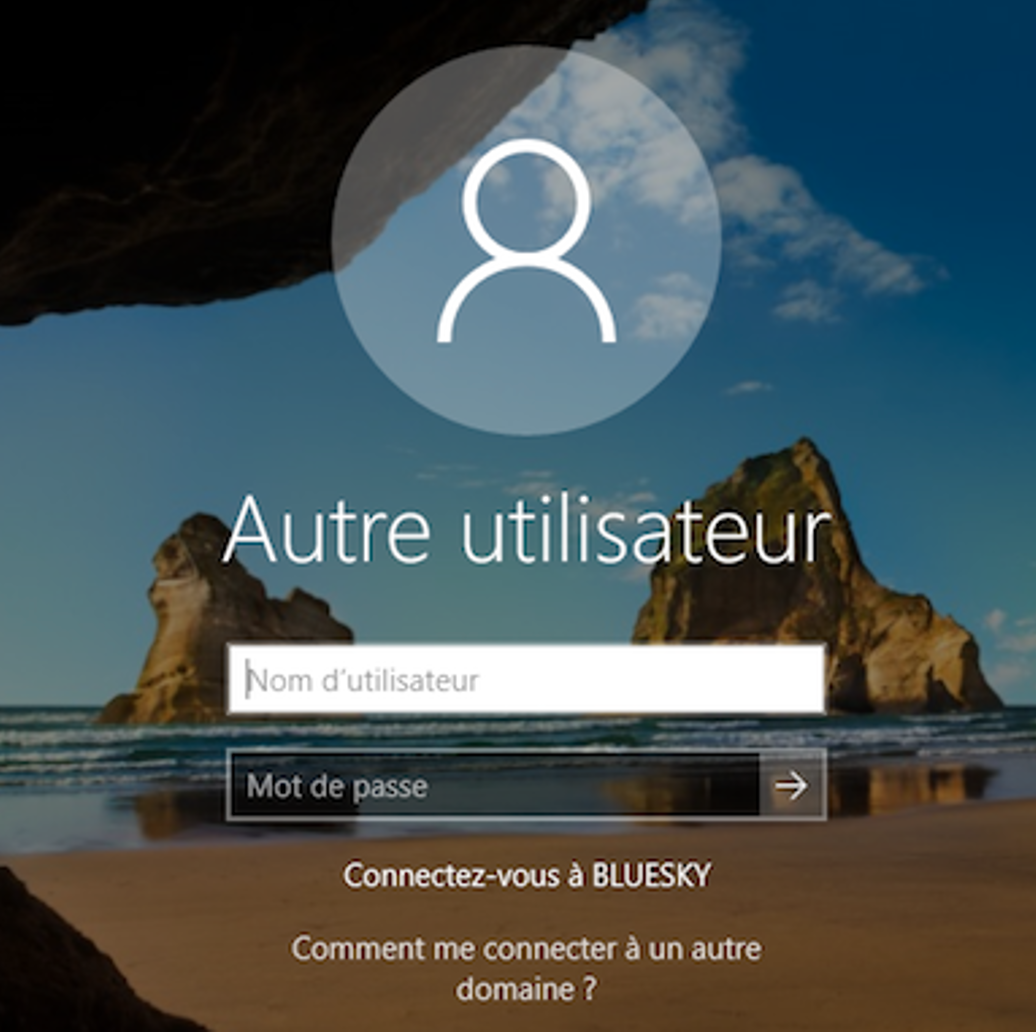 Autre utilisateur
Nom d'utilisateur
Mot de passe
Connectez-vous à BLUESKY
Comment me connecter à un autre
domaine ?